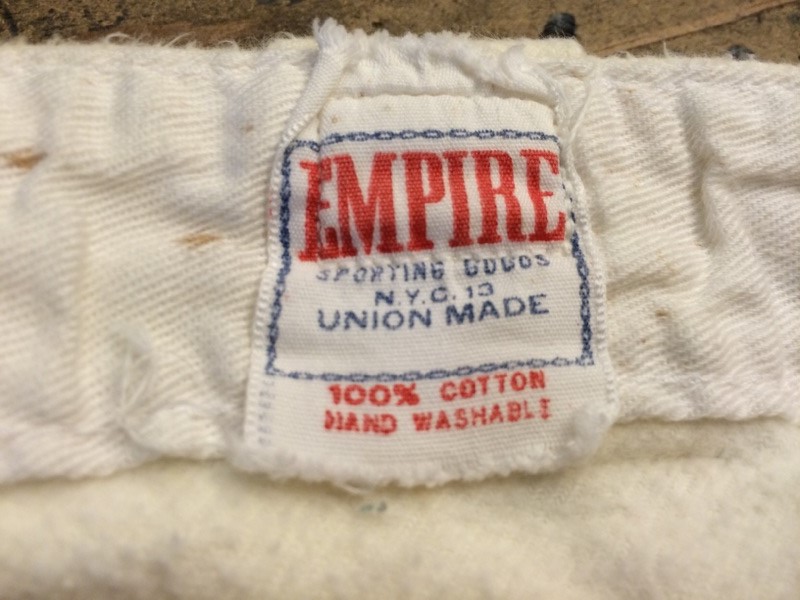 EMPIRE
SPORTING GOODS
N.Y.C. 13
UNION MADE
100% COTTON
HAND WASHABLE